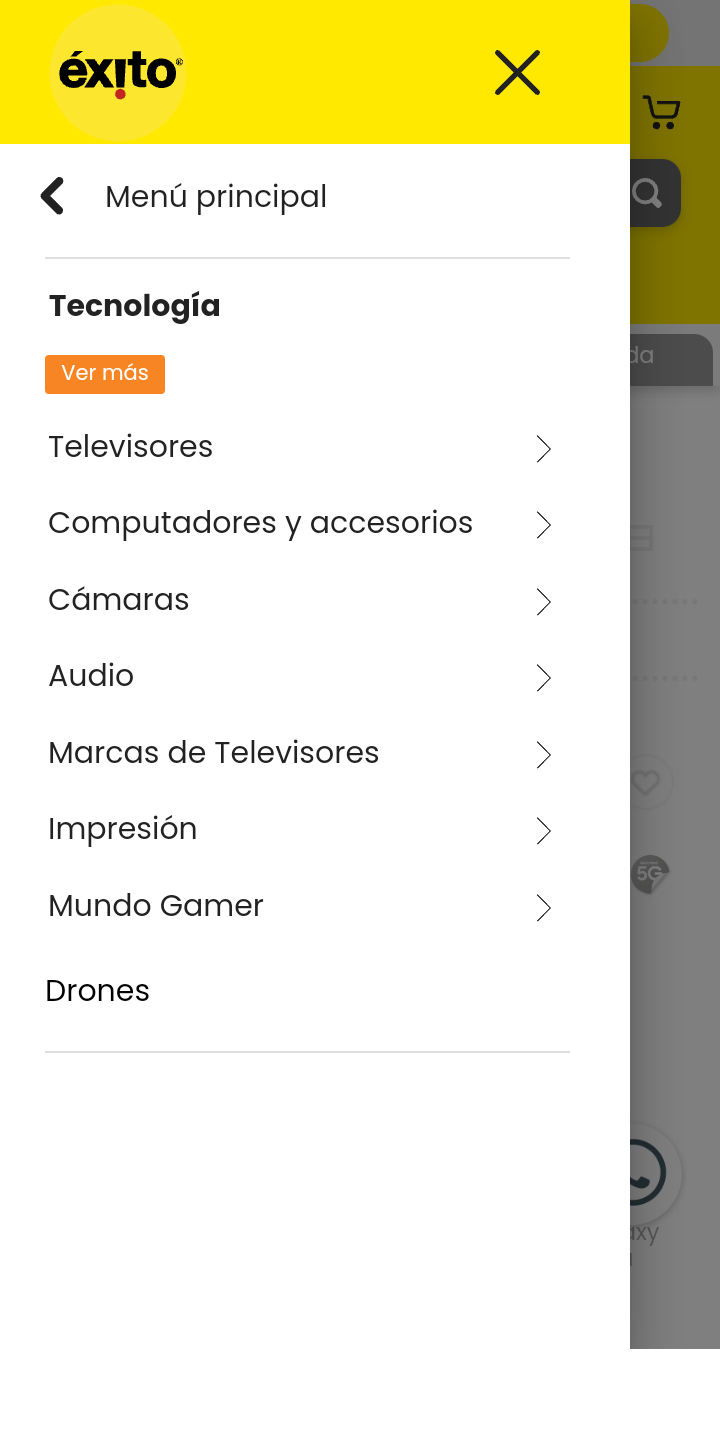 éxito®
Menú principal
Tecnología
da
Ver más
Televisores
Computadores y accesorios
Cámaras
Audio
Marcas de Televisores
Impresión
5G
Mundo Gamer
Drones
axy